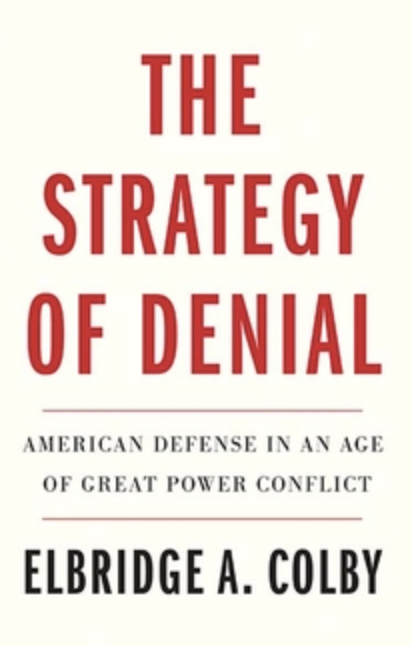 THE
STRATEGY
OF DENIAL
AMERICAN DEFENSE IN AN AGE
OF GREAT POWER CONFLICT
ELBRIDGE A. COLBY